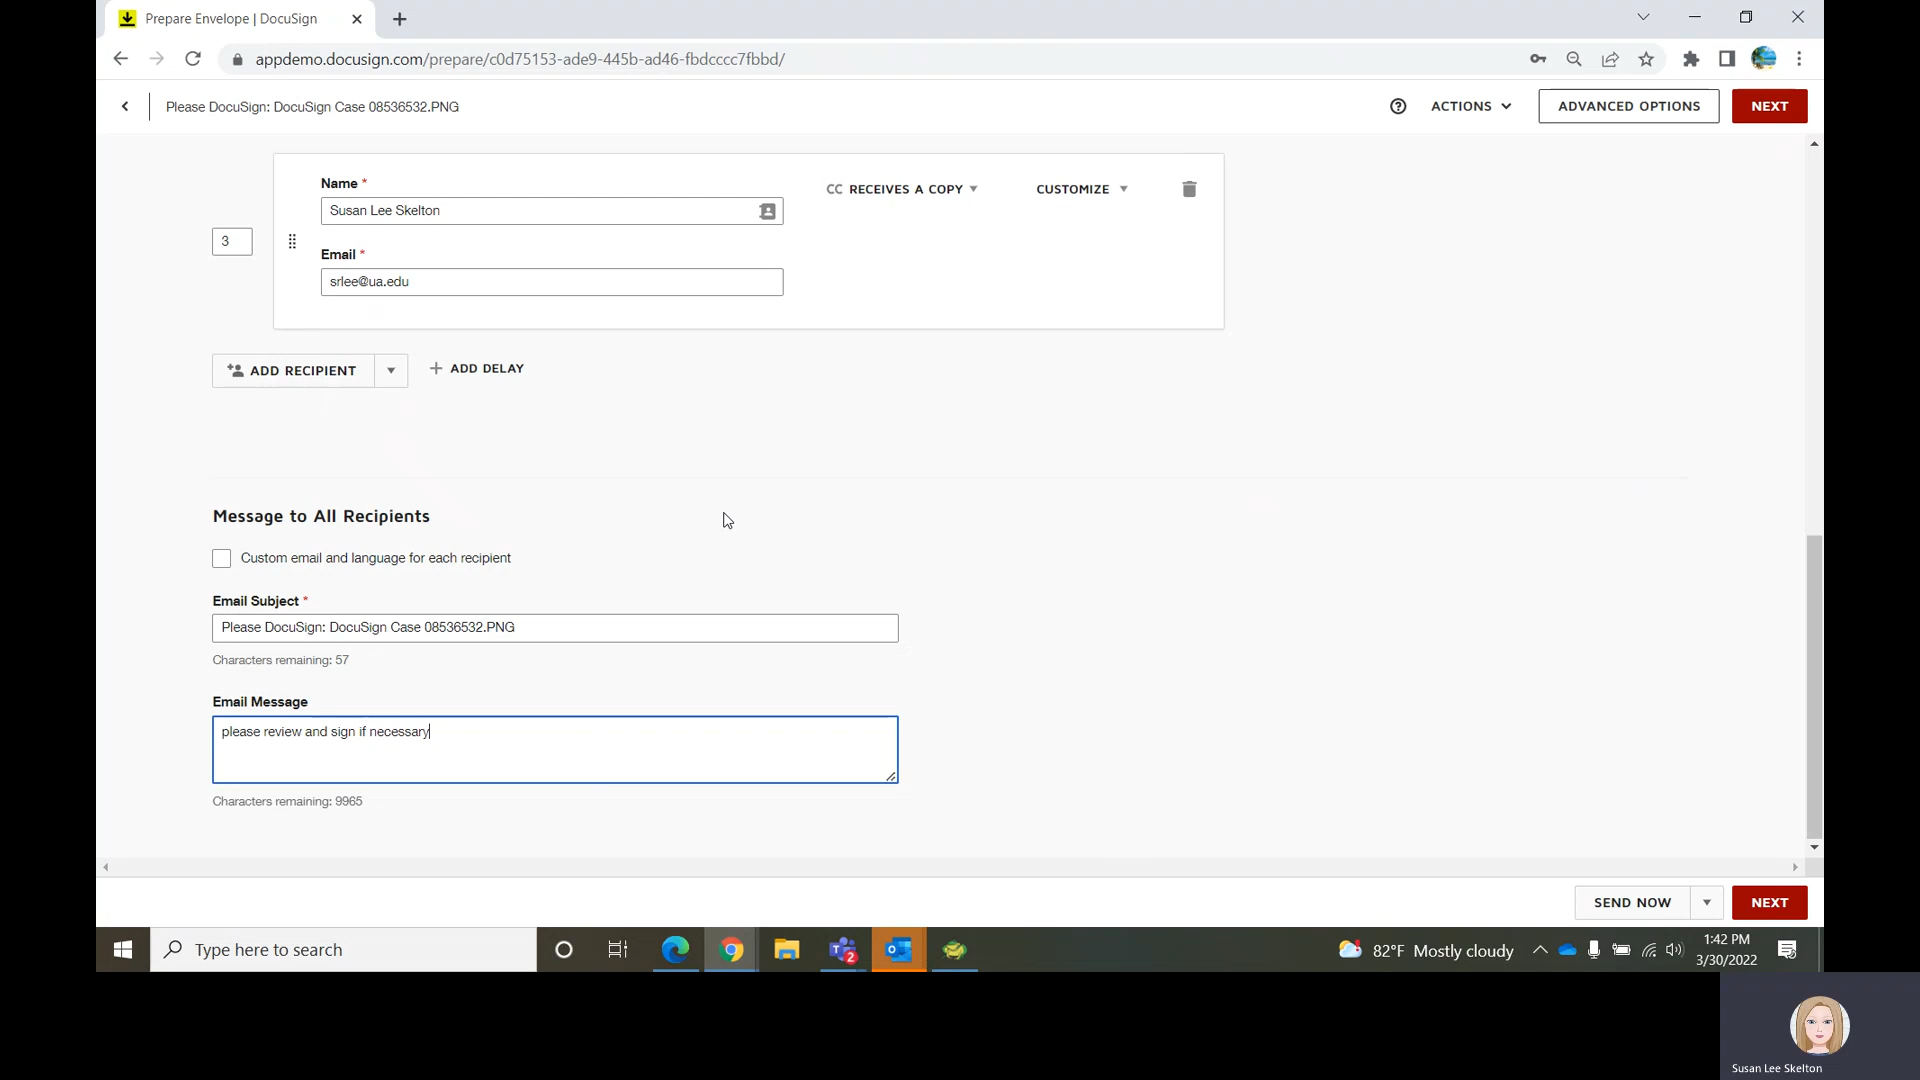 Prepare Envelope | DocuSign
appdemo.docusign.com/prepare/c0d75153-ade9-445b-ad46-fbdcccc7fbbd/
Please DocuSign: DocuSign Case 08536532.PNG
ACTIONS
ADVANCED OPTIONS
NEXT
Name *
CC RECEIVES A COPY
CUSTOMIZE
Susan Lee Skelton
3
Email *
srlee@ua.edu
ADD RECIPIENT
ADD DELAY
Message to All Recipients
Custom email and language for each recipient
Email Subject *
Please DocuSign: DocuSign Case 08536532.PNG
Characters remaining: 57
Email Message
please review and sign if necessary
Characters remaining: 9965
SEND NOW
NEXT
Type here to search
2
82°F Mostly cloudy
1:42 PM
3/30/2022
Susan Lee Skelton